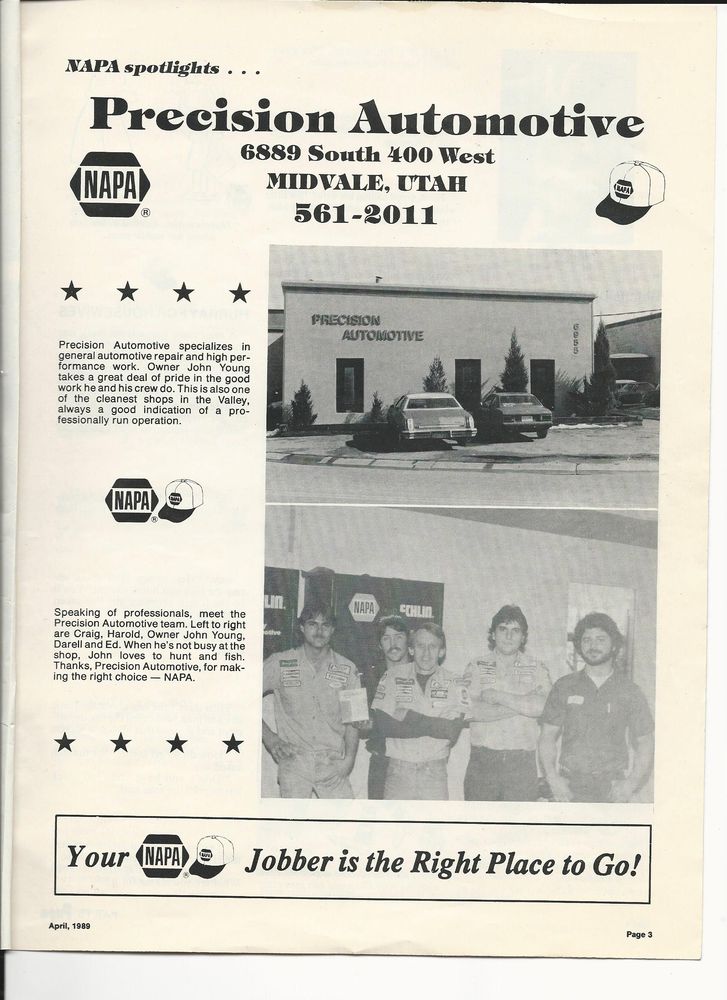 NAPA spotlights . . .
Precision Automotive
6889 South 400 West
MIDVALE, UTAH
561-2011
NAPA
®
NAPA
PRECISION
AUTOMOTIVE
6955
Precision Automotive specializes in
general automotive repair and high per-
formance work. Owner John Young
takes a great deal of pride in the good
work he and his crew do. This is also one
of the cleanest shops in the Valley,
always a good indication of a pro-
fessionally run operation.
NAPA
®
NAPA
Speaking of professionals, meet the
Precision Automotive team. Left to right
are Craig, Harold, Owner John Young,
Darell and Ed. When he's not busy at the
shop, John loves to hunt and fish.
Thanks, Precision Automotive, for mak-
ing the right choice — NAPA.
LIN.
NAPA
ECHLIN.
Your NAPA ® NAPA Jobber is the Right Place to Go!
April, 1989
Page 3